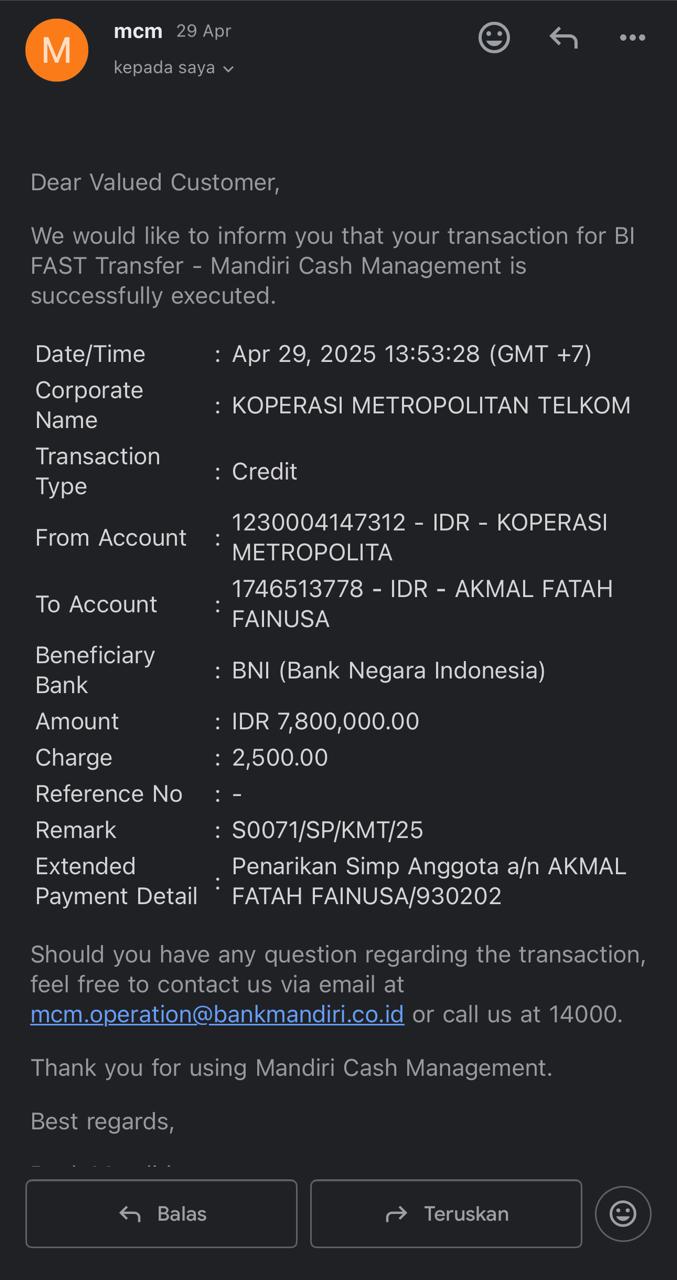 M
mcm 29 Apr
kepada saya
Dear Valued Customer,
We would like to inform you that your transaction for BI
FAST Transfer - Mandiri Cash Management is
successfully executed.
Date/Time : Apr 29, 2025 13:53:28 (GMT +7)
Corporate
Name : KOPERASI METROPOLITAN TELKOM
Transaction
Type : Credit
From Account : 1230004147312 - IDR - KOPERASI
METROPOLITA
To Account : 1746513778 - IDR - AKMAL FATAH
FAINUSA
Beneficiary
Bank : BNI (Bank Negara Indonesia)
Amount : IDR 7,800,000.00
Charge : 2,500.00
Reference No : -
Remark : S0071/SP/KMT/25
Extended
Payment Detail : Penarikan Simp Anggota a/n AKMAL
FATAH FAINUSA/930202
Should you have any question regarding the transaction,
feel free to contact us via email at
mcm.operation@bankmandiri.co.id or call us at 14000.
Thank you for using Mandiri Cash Management.
Best regards,
Balas
Teruskan